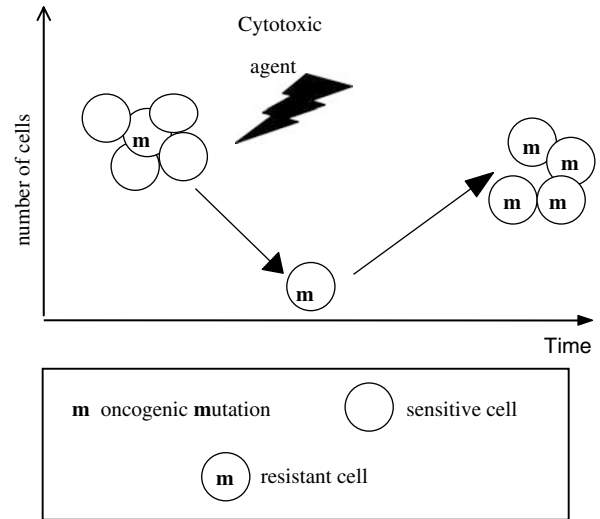 Cytotoxic
agent
number of cells
m
m
m
m
m
m
Time
m oncogenic mutation
sensitive cell
m resistant cell